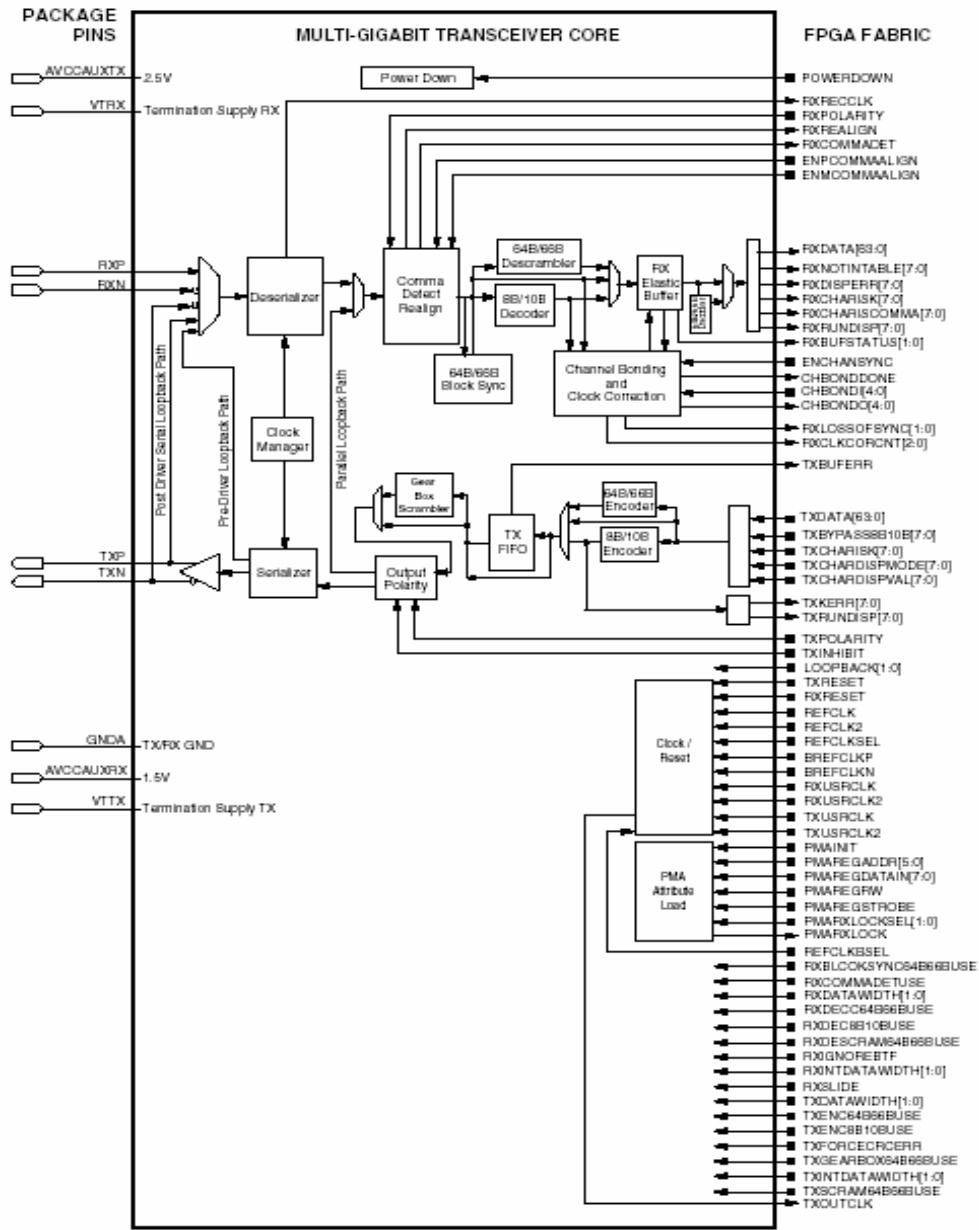 PACKAGE PINS
MULTI-GIGABIT TRANSCEIVER CORE
FPGA FABRIC
AVCCAUXTX
2.5V
Power Down
POWERDOWN
VTRX
Termination Supply RX
RXRECCLK
RXPOLARITY
RXREALIGN
RXCOMMADET
ENPCOMMAALIGN
ENMCOMMAALIGN
RXP
RXN
Deserializer
Comma Detect Realign
64B/66B Descrambler
8B/10B Decoder
64B/66B Block Sync
RX Elastic Buffer
Channel Bonding and Clock Correction
RXDATA[63:0]
RXNOTINTABLE[7:0]
RXDISPERR[7:0]
RXCHARISK[7:0]
RXCHARISCOMMA[7:0]
RXRUNDISP[7:0]
RXBUFSTATUS[1:0]
ENCHANSYNC
CHBONDDONE
CHBONDI[4:0]
CHBONDO[4:0]
RXLOSSOFSYNC[1:0]
RXCLKCORCNT[2:0]
TXBUFERR
Post Driver Serial Loopback Path
Pre-Driver Loopback Path
Parallel Loopback Path
Clock Manager
Gear Box Scrambler
TX FIFO
64B/66B Encoder
8B/10B Encoder
TXDATA[63:0]
TXBYPASS8B10B[7:0]
TXCHARISK[7:0]
TXCHARDISPMODE[7:0]
TXCHARDISPVAL[7:0]
TXP
TXN
Serializer
Output Polarity
TXKERR[7:0]
TXRUNDISP[7:0]
TXPOLARITY
TXINHIBIT
LOOPBACK[1:0]
TXRESET
RXRESET
REFCLK
REFCLK2
REFCLKSEL
BREFCLKP
BREFCLKN
RXUSRCLK
RXUSRCLK2
TXUSRCLK
TXUSRCLK2
Clock / Reset
GNDA
TX/RX GND
AVCCAUXRX
1.5V
VTTX
Termination Supply TX
PMA Attribute Load
PMAINIT
PMAREGADDR[5:0]
PMAREGDATAIN[7:0]
PMAREGRW
PMAREGSTROBE
PMARXLOCKSEL[1:0]
PMARXLOCK
REFCLKBSEL
RXBLCOKSYNC64B66BUSE
RXCOMMADETUSE
RXDATAWIDTH[1:0]
RXDECC64B66BUSE
RXDEC8B10BUSE
RXDESCRAM64B66BUSE
RXIGNOREBTF
RXINTDATAWIDTH[1:0]
RXSLIDE
TXDATAWIDTH[1:0]
TXENC64B66BUSE
TXENC8B10BUSE
TXFORCECRCERR
TXGEARBOX64B66BUSE
TXINTDATAWIDTH[1:0]
TXSCRAM64B66BUSE
TXOUTCLK